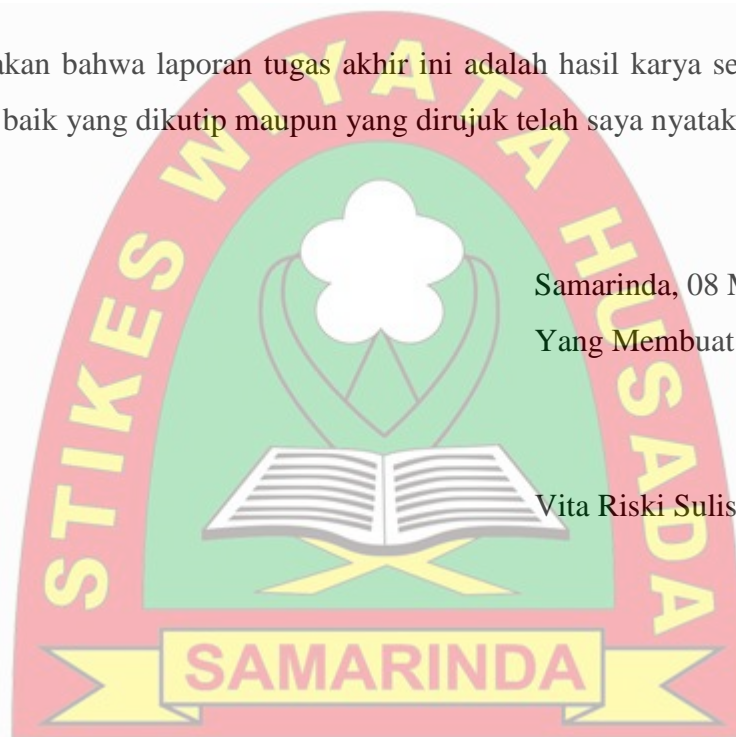 akan bahwa laporan tugas akhir ini adalah hasil karya se
baik yang dikutip maupun yang dirujuk telah saya nyatak
STIKES WIYATA HUSADA
Samarinda, 08 M
Yang Membuat
Vita Riski Sulis
SAMARINDA